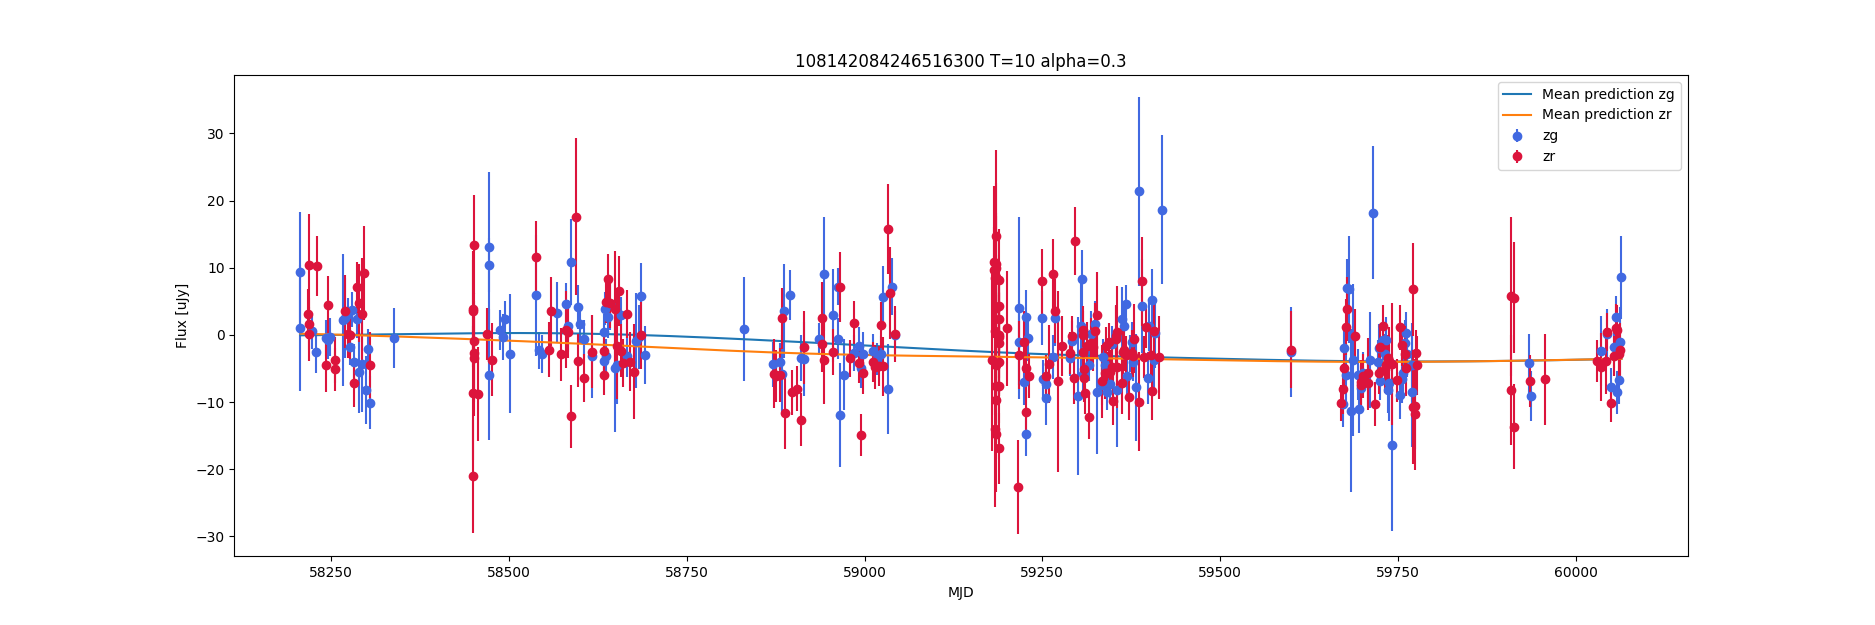 108142084246516300 T=10 alpha=0.3
Mean prediction zg
Mean prediction zr
zg
zr
Flux [uJy]
30
20
10
0
−10
−20
−30
58250 58500 58750 59000 59250 59500 59750 60000
MJD